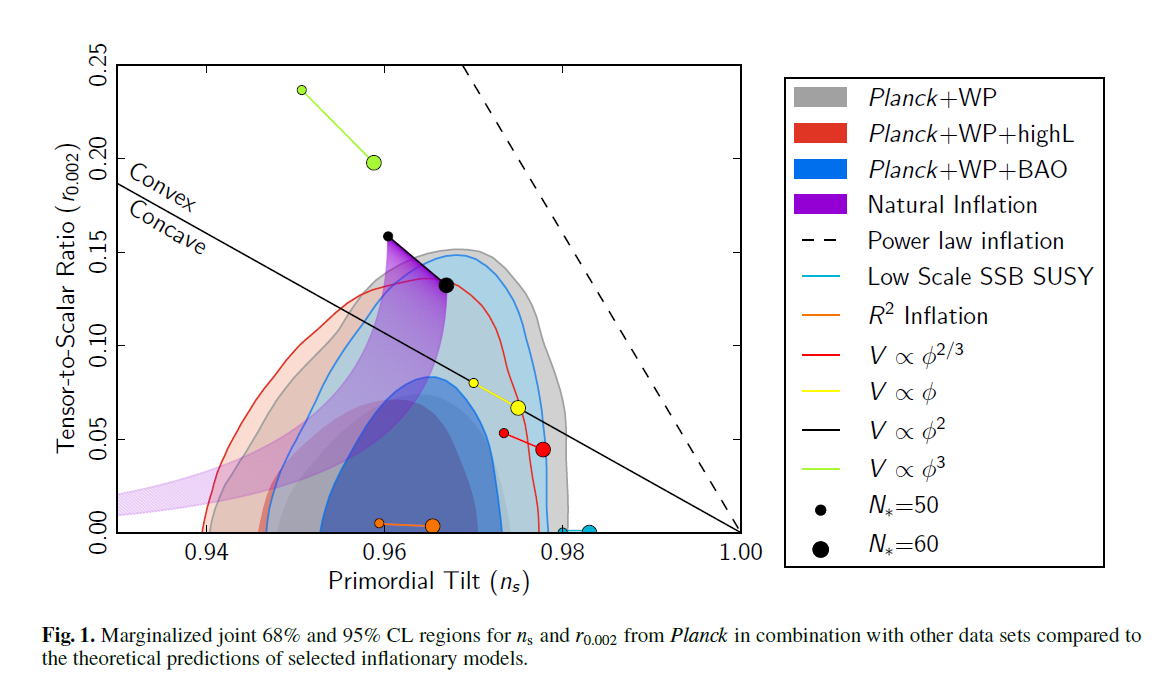 0.25
0.20
0.15
0.10
0.05
0.00
Tensor-to-Scalar Ratio (r0.002)
Convex
Concave
0.94 0.96 0.98 1.00
Primordial Tilt (ns)
Planck+WP
Planck+WP+highL
Planck+WP+BAO
Natural Inflation
Power law inflation
Low Scale SSB SUSY
R² Inflation
V ∝ ϕ^2/3
V ∝ ϕ
V ∝ ϕ²
V ∝ ϕ³
N*=50
N*=60
Fig. 1. Marginalized joint 68% and 95% CL regions for ns and r0.002 from Planck in combination with other data sets compared to
the theoretical predictions of selected inflationary models.